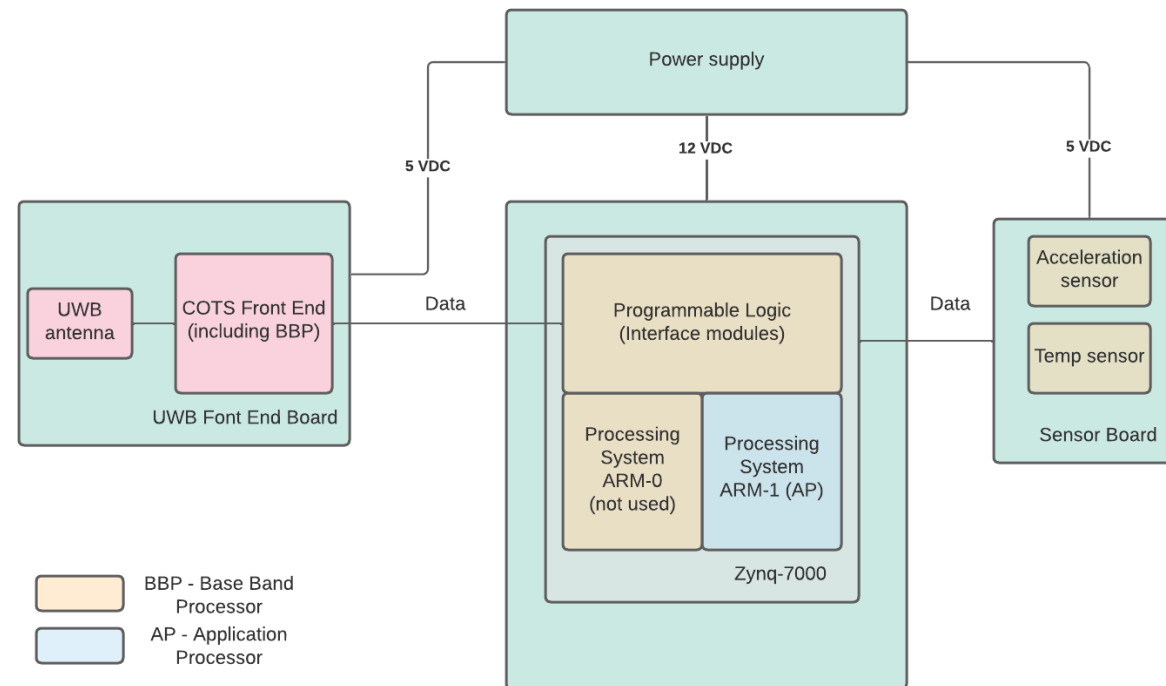 Power supply
5 VDC
12 VDC
5 VDC
UWB
antenna
COTS Front End
(including BBP)
UWB Font End Board
Data
Programmable Logic
(Interface modules)
Processing
System
ARM-0
(not used)
Processing
System
ARM-1 (AP)
Zynq-7000
Data
Acceleration
sensor
Temp sensor
Sensor Board
BBP - Base Band
Processor
AP - Application
Processor